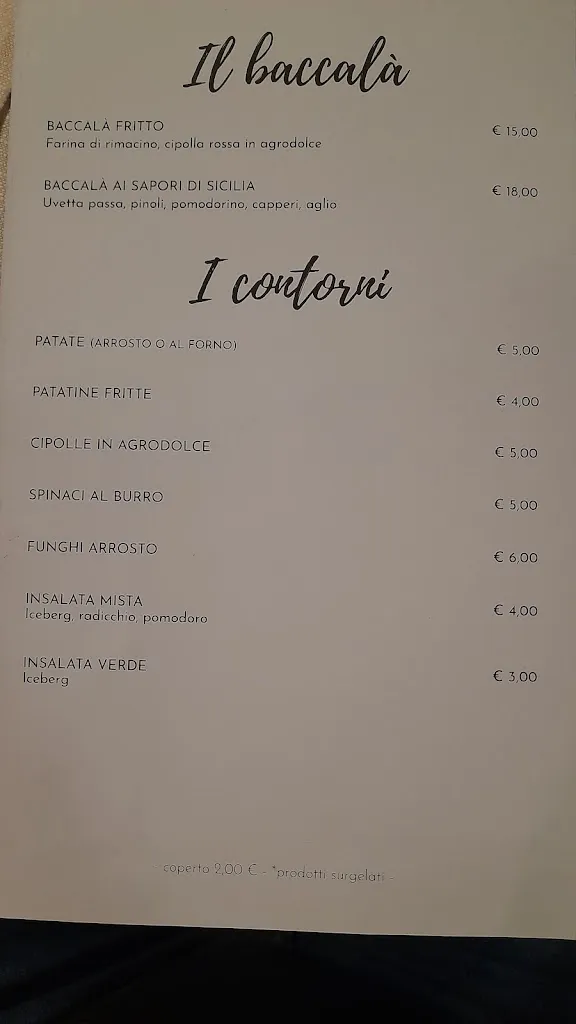 Il baccalà
BACCALÀ FRITTO € 15,00
Farina di rimacino, cipolla rossa in agrodolce
BACCALÀ AI SAPORI DI SICILIA € 18,00
Uvetta passa, pinoli, pomodorino, capperi, aglio
I contorni
PATATE (ARROSTO O AL FORNO) € 5,00
PATATINE FRITTE € 4,00
CIPOLLE IN AGRODOLCE € 5,00
SPINACI AL BURRO € 5,00
FUNGHI ARROSTO € 6,00
INSALATA MISTA € 4,00
Iceberg, radicchio, pomodoro
INSALATA VERDE € 3,00
Iceberg
- coperto 2,00 € - *prodotti surgelati -